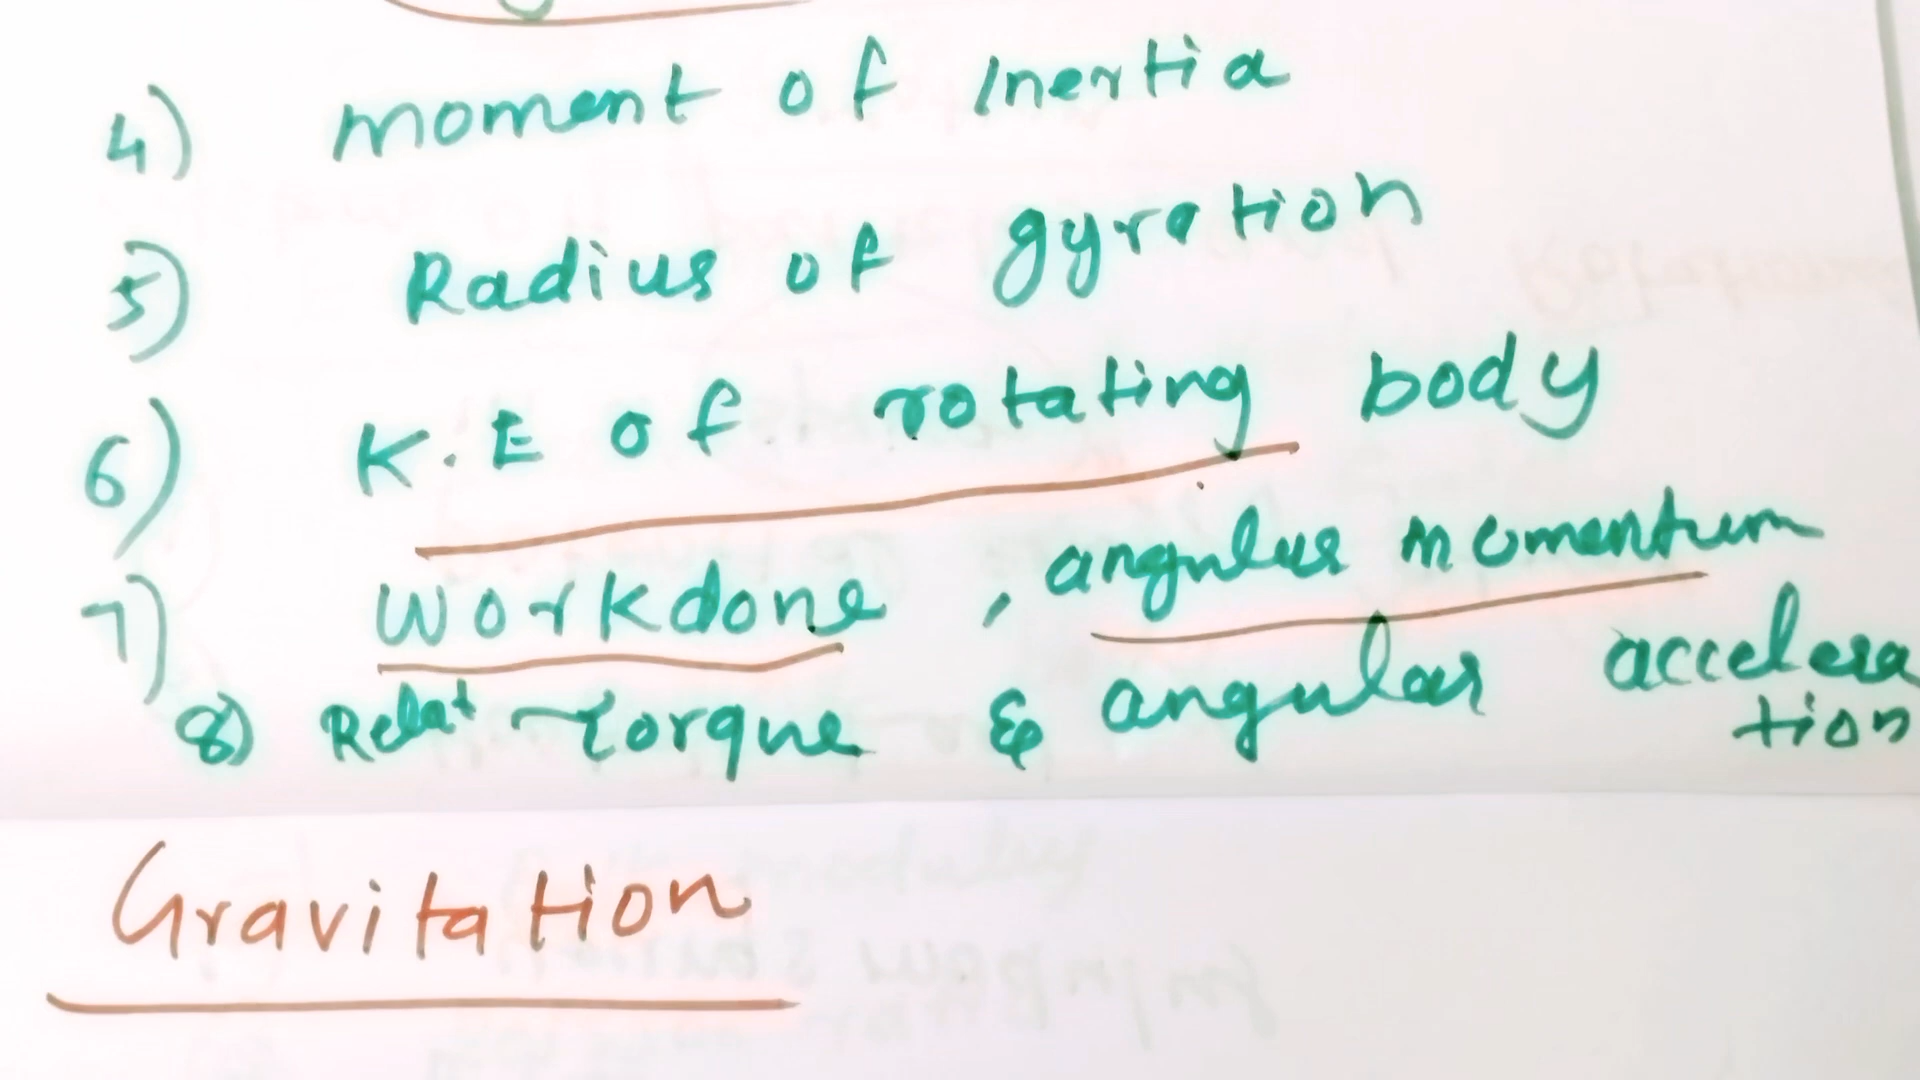 4) Moment of Inertia
5) Radius of gyration
6) K.E of rotating body
7) Workdone, angular momentum
8) Relat Torque & angular accelera
tion
Gravitation